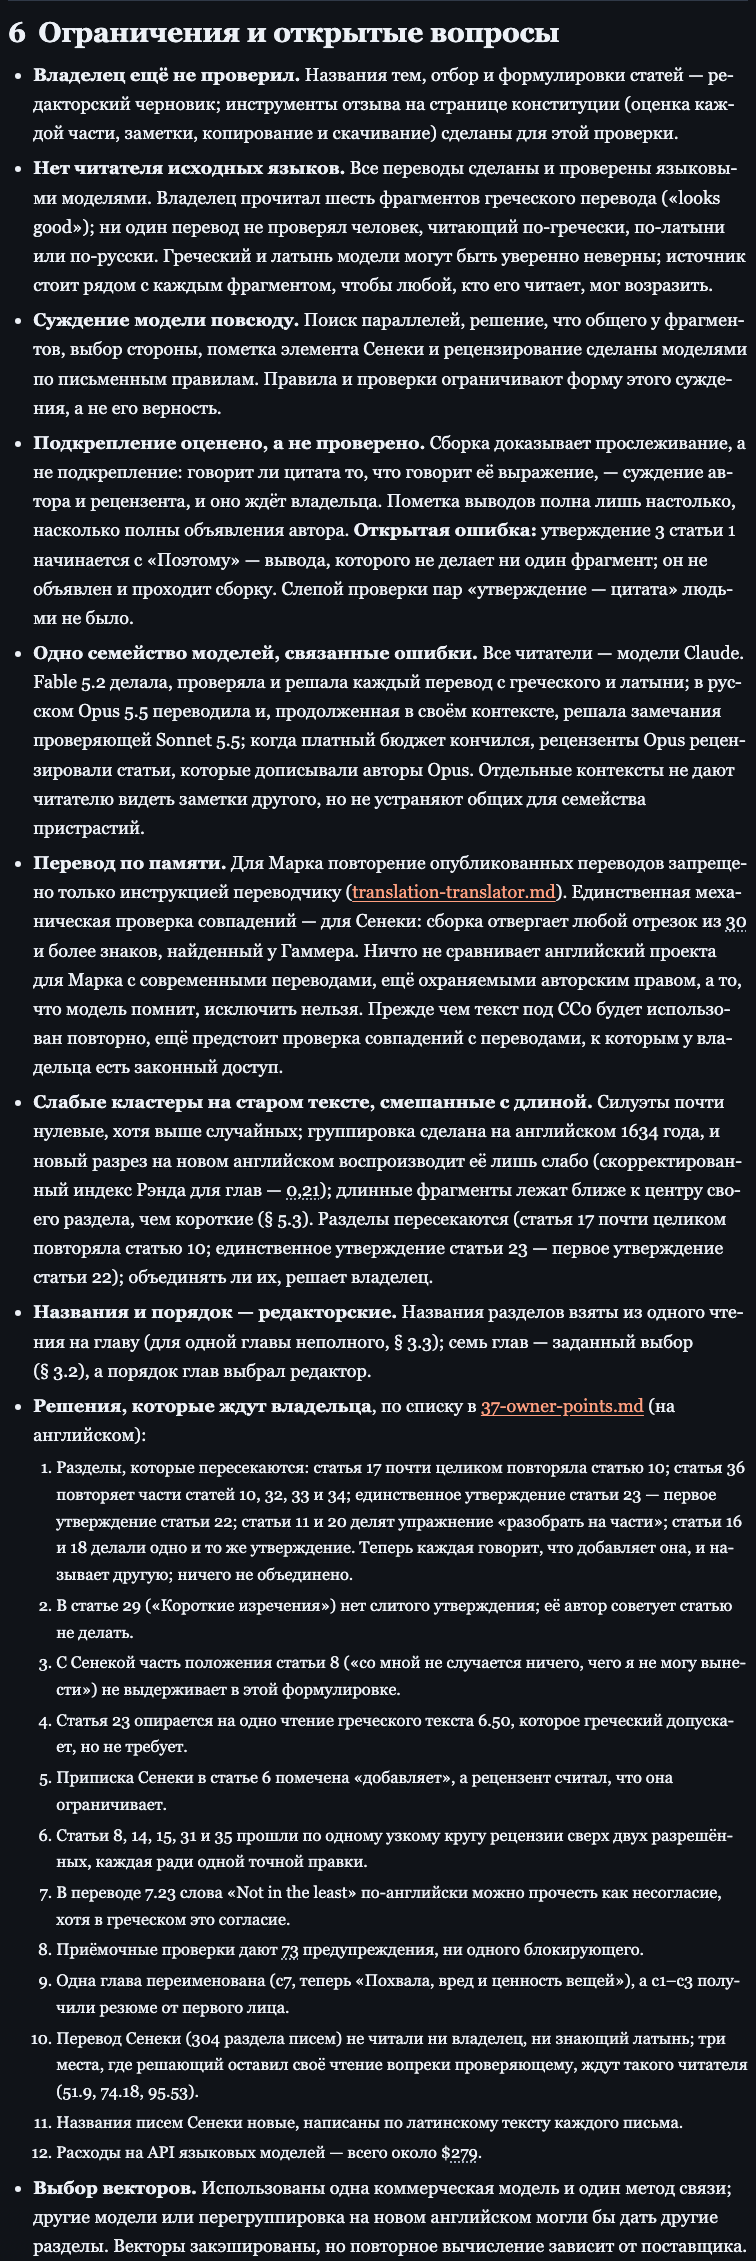 6 Ограничения и открытые вопросы
• Владелец ещё не проверил. Названия тем, отбор и формулировки статей — ре-
дакторский черновик; инструменты отзыва на странице конституции (оценка каж-
дой части, заметки, копирование и скачивание) сделаны для этой проверки.
• Нет читателя исходных языков. Все переводы сделаны и проверены языковы-
ми моделями. Владелец прочитал шесть фрагментов греческого перевода («looks
good»); ни один перевод не проверял человек, читающий по-гречески, по-латыни
или по-русски. Греческий и латынь модели могут быть уверенно неверны; источник
стоит рядом с каждым фрагментом, чтобы любой, кто его читает, мог возразить.
• Суждение модели повсюду. Поиск параллелей, решение, что общего у фрагмен-
тов, выбор стороны, пометка элемента Сенеки и рецензирование сделаны моделями
по письменным правилам. Правила и проверки ограничивают форму этого сужде-
ния, а не его верность.
• Подкрепление оценено, а не проверено. Сборка доказывает прослеживание, а
не подкрепление: говорит ли цитата то, что говорит её выражение, — суждение ав-
тора и рецензента, и оно ждёт владельца. Пометка выводов полна лишь настолько,
насколько полны объявления автора. Открытая ошибка: утверждение 3 статьи 1
начинается с «Поэтому» — вывода, которого не делает ни один фрагмент; он не
объявлен и проходит сборку. Слепой проверки пар «утверждение — цитата» людь-
ми не было.
• Одно семейство моделей, связанные ошибки. Все читатели — модели Claude.
Fable 5.2 делала, проверяла и решала каждый перевод с греческого и латыни; в рус-
ском Opus 5.5 переводила и, продолженная в своём контексте, решала замечания
проверяющей Sonnet 5.5; когда платный бюджет кончился, рецензенты Opus рецен-
зировали статьи, которые дописывали авторы Opus. Отдельные контексты не дают
читателю видеть заметки другого, но не устраняют общих для семейства
пристрастий.
• Перевод по памяти. Для Марка повторение опубликованных переводов запреще-
но только инструкцией переводчику (translation-translator.md). Единственная меха-
ническая проверка совпадений — для Сенеки: сборка отвергает любой отрезок из 30
и более знаков, найденный у Гаммера. Ничто не сравнивает английский проекта
для Марка с современными переводами, ещё охраняемыми авторским правом, а то,
что модель помнит, исключить нельзя. Прежде чем текст под CC0 будет использо-
ван повторно, ещё предстоит проверка совпадений с переводами, к которым у вла-
дельца есть законный доступ.
• Слабые кластеры на старом тексте, смешанные с длиной. Силуэты почти
нулевые, хотя выше случайных; группировка сделана на английском 1634 года, и
новый разрез на новом английском воспроизводит её лишь слабо (скорректирован-
ный индекс Рэнда для глав — 0,21); длинные фрагменты лежат ближе к центру сво-
его раздела, чем короткие (§ 5.3). Разделы пересекаются (статья 17 почти целиком
повторяла статью 10; единственное утверждение статьи 23 — первое утверждение
статьи 22); объединять ли их, решает владелец.
• Названия и порядок — редакторские. Названия разделов взяты из одного чте-
ния на главу (для одной главы неполного, § 3.3); семь глав — заданный выбор
(§ 3.2), а порядок глав выбрал редактор.
• Решения, которые ждут владельца, по списку в 37-owner-points.md (на
английском):
1. Разделы, которые пересекаются: статья 17 почти целиком повторяла статью 10; статья 36
повторяет части статей 10, 32, 33 и 34; единственное утверждение статьи 23 — первое
утверждение статьи 22; статьи 11 и 20 делят упражнение «разобрать на части»; статьи 16
и 18 делали одно и то же утверждение. Теперь каждая говорит, что добавляет она, и на-
зывает другую; ничего не объединено.
2. В статье 29 («Короткие изречения») нет слитого утверждения; её автор советует статью
не делать.
3. С Сенекой часть положения статьи 8 («со мной не случается ничего, чего я не могу выне-
сти») не выдерживает в этой формулировке.
4. Статья 23 опирается на одно чтение греческого текста 6.50, которое греческий допуска-
ет, но не требует.
5. Приписка Сенеки в статье 6 помечена «добавляет», а рецензент считал, что она
ограничивает.
6. Статьи 8, 14, 15, 31 и 35 прошли по одному узкому кругу рецензии сверх двух разрешён-
ных, каждая ради одной точной правки.
7. В переводе 7.23 слова «Not in the least» по-английски можно прочесть как несогласие,
хотя в греческом это согласие.
8. Приёмочные проверки дают 73 предупреждения, ни одного блокирующего.
9. Одна глава переименована (c7, теперь «Похвала, вред и ценность вещей»), а c1–c3 полу-
чили резюме от первого лица.
10. Перевод Сенеки (304 раздела писем) не читали ни владелец, ни знающий латынь; три
места, где решающий оставил своё чтение вопреки проверяющему, ждут такого читателя
(51.9, 74.18, 95.53).
11. Названия писем Сенеки новые, написаны по латинскому тексту каждого письма.
12. Расходы на API языковых моделей — всего около $279.
• Выбор векторов. Использованы одна коммерческая модель и один метод связи;
другие модели или перегруппировка на новом английском могли бы дать другие
разделы. Векторы закэшированы, но повторное вычисление зависит от поставщика.